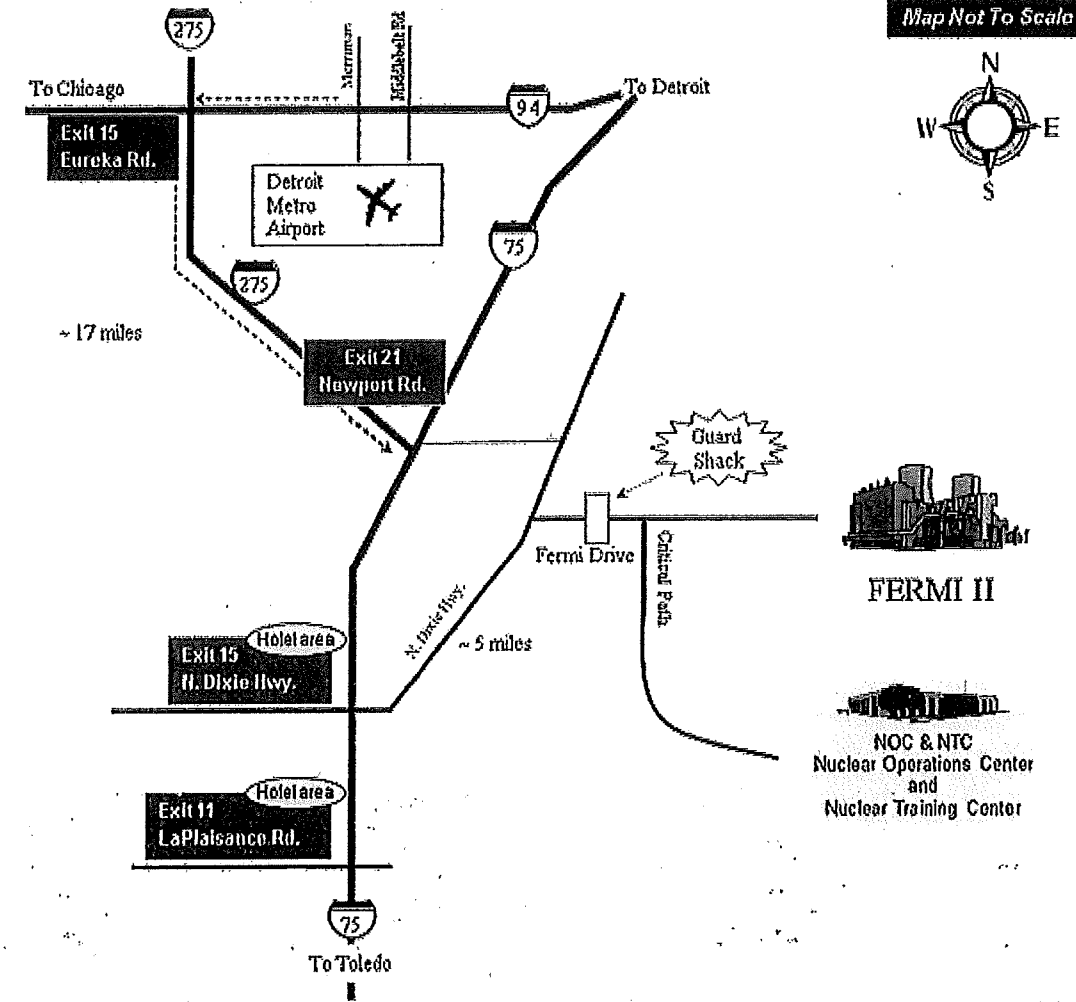 Map Not To Scale
275
Merriman
Middlebelt Rd
To Chicago
94
To Detroit
N
W
E
S
Exit 15
Eureka Rd.
Detroit
Metro
Airport
75
275
~ 17 miles
Exit 21
Newport Rd.
Guard
Shack
Fermi Drive
Critical Path
FERMI II
N. Dixie Hwy.
~ 5 miles
Hotel area
Exit 15
N. Dixie Hwy.
NOC & NTC
Nuclear Operations Center
and
Nuclear Training Center
Hotel area
Exit 11
LaPlaisance Rd.
75
To Toledo